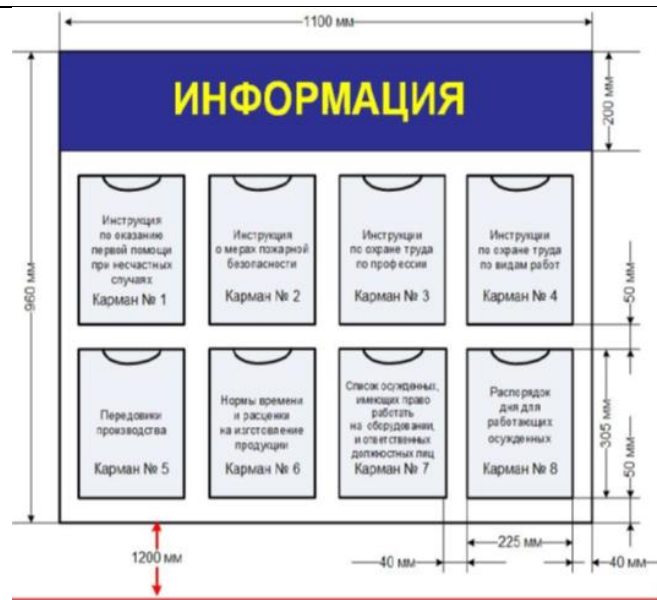 1100 мм
ИНФОРМАЦИЯ
200 мм
960 мм
Инструкция
по оказанию
первой помощи
при несчастных
случаях
Карман № 1
Инструкция
о мерах пожарной
безопасности
Карман № 2
Инструкции
по охране труда
по профессии
Карман № 3
Инструкции
по охране труда
по видам работ
Карман № 4
50 мм
Передовики
производства
Карман № 5
Нормы времени
и расценки
на изготовление
продукции
Карман № 6
Список осужденных,
имеющих право
работать
на оборудовании,
и ответственных
должностных лиц
Карман № 7
Распорядок
дня для
работающих
осужденных
Карман № 8
305 мм
50 мм
1200 мм
40 мм
225 мм
40 мм